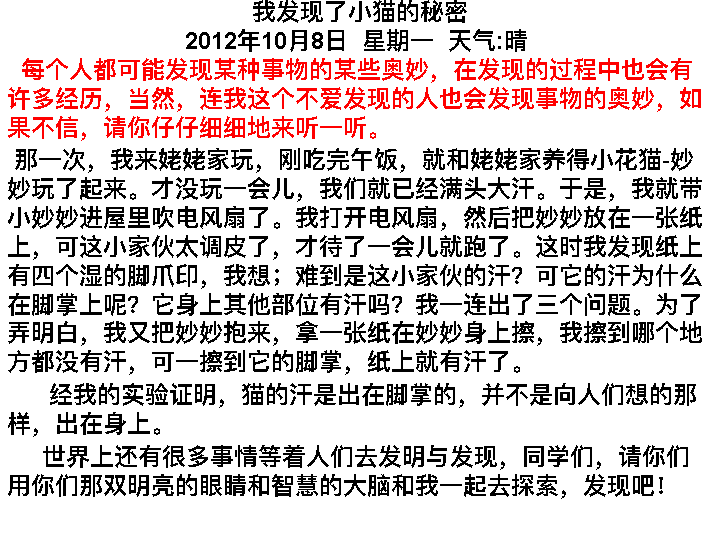 我发现了小猫的秘密
2012年10月8日 星期一 天气:晴
每个人都可能发现某种事物的某些奥妙，在发现的过程中也会有
许多经历，当然，连我这个不爱发现的人也会发现事物的奥妙，如
果不信，请你仔仔细细地来听一听。
那一次，我来姥姥家玩，刚吃完午饭，就和姥姥家养得小花猫-妙
妙玩了起来。才没玩一会儿，我们就已经满头大汗。于是，我就带
小妙妙进屋里吹电风扇了。我打开电风扇，然后把妙妙放在一张纸
上，可这小家伙太调皮了，才待了一会儿就跑了。这时我发现纸上
有四个湿的脚爪印，我想；难到是这小家伙的汗？可它的汗为什么
在脚掌上呢？它身上其他部位有汗吗？我一连出了三个问题。为了
弄明白，我又把妙妙抱来，拿一张纸在妙妙身上擦，我擦到哪个地
方都没有汗，可一擦到它的脚掌，纸上就有汗了。
经我的实验证明，猫的汗是出在脚掌的，并不是向人们想的那
样，出在身上。
世界上还有很多事情等着人们去发明与发现，同学们，请你们
用你们那双明亮的眼睛和智慧的大脑和我一起去探索，发现吧！